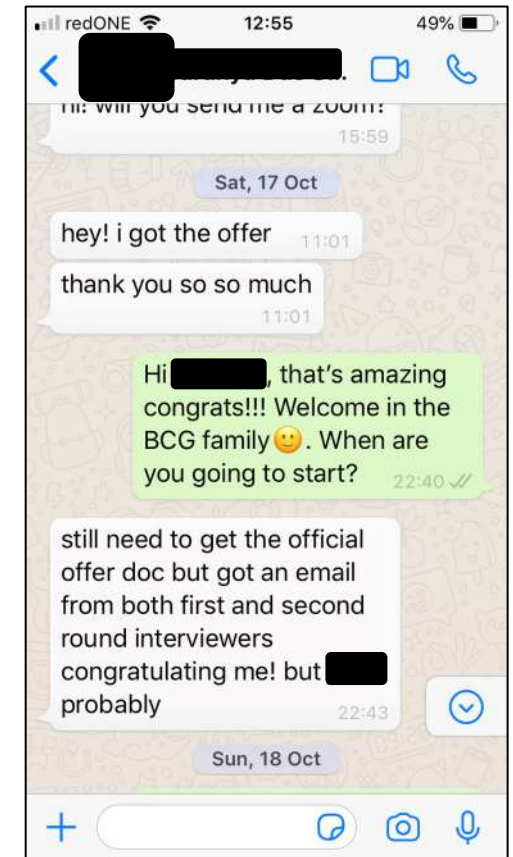 redONE 12:55 49%
15:59
Sat, 17 Oct
hey! i got the offer 11:01
thank you so so much
11:01
Hi , that's amazing
congrats!!! Welcome in the
BCG family🙂. When are
you going to start? 22:40
still need to get the official
offer doc but got an email
from both first and second
round interviewers
congratulating me! but
probably 22:43
Sun, 18 Oct